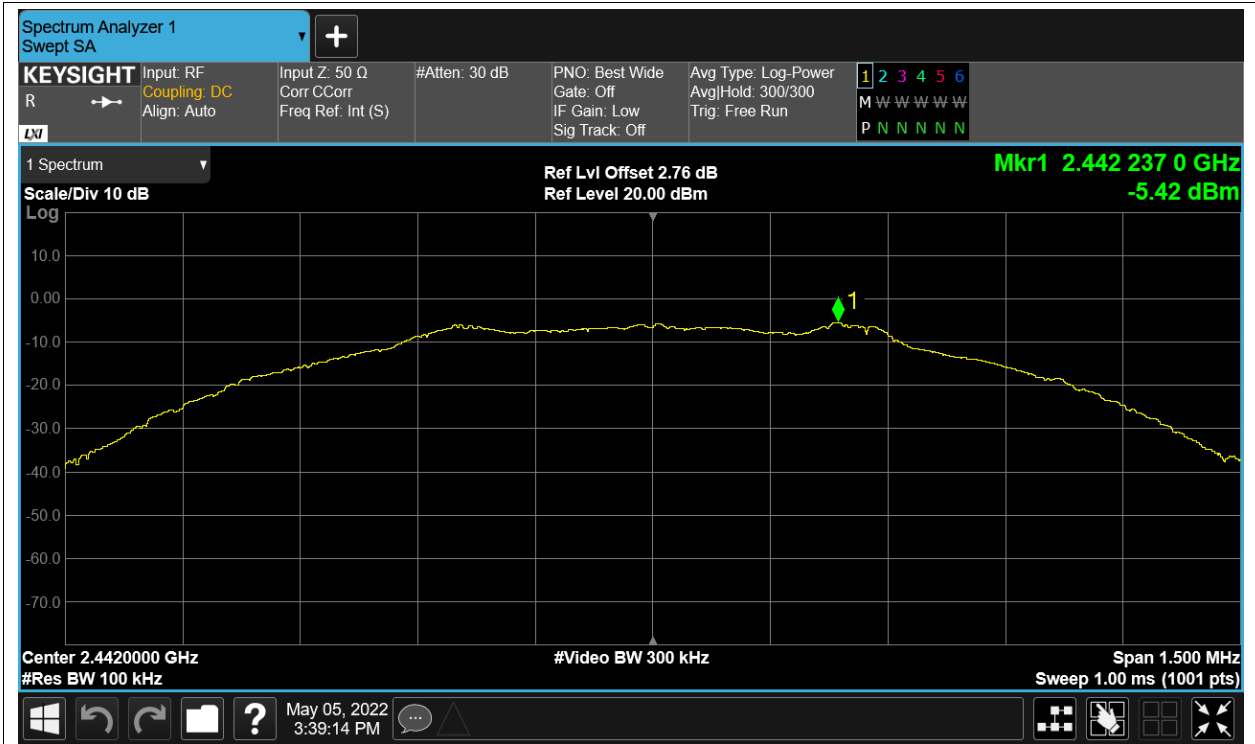 Spectrum Analyzer 1
Swept SA
KEYSIGHT
R
LXI
Input: RF
Coupling: DC
Align: Auto
Input Z: 50 Ω
Corr CCorr
Freq Ref: Int (S)
#Atten: 30 dB
PNO: Best Wide
Gate: Off
IF Gain: Low
Sig Track: Off
Avg Type: Log-Power
Avg|Hold: 300/300
Trig: Free Run
1 2 3 4 5 6
M W W W W W
P N N N N N
1 Spectrum
Scale/Div 10 dB
Log
Ref Lvl Offset 2.76 dB
Ref Level 20.00 dBm
Mkr1 2.442 237 0 GHz
-5.42 dBm
10.0
0.00
-10.0
-20.0
-30.0
-40.0
-50.0
-60.0
-70.0
1
Center 2.4420000 GHz
#Res BW 100 kHz
#Video BW 300 kHz
Span 1.500 MHz
Sweep 1.00 ms (1001 pts)
?
May 05, 2022
3:39:14 PM